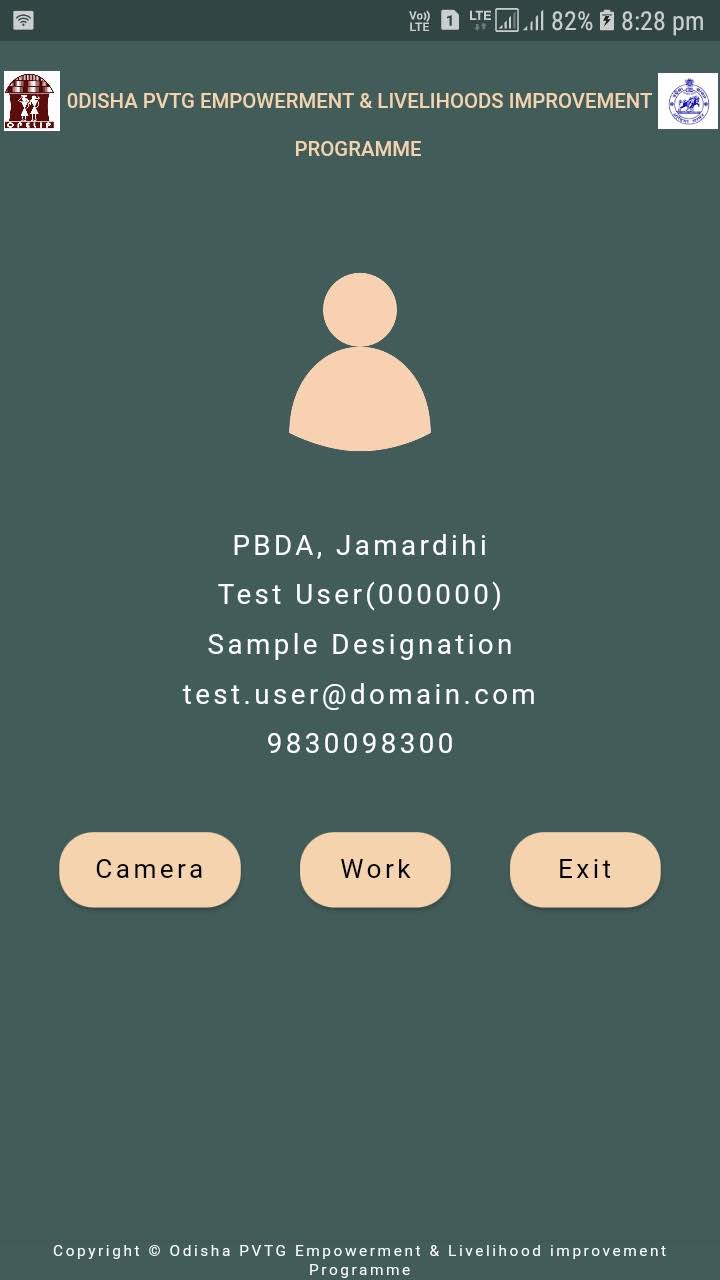 Vo)) LTE 1 LTE 82% 8:28 pm
0DISHA PVTG EMPOWERMENT & LIVELIHOODS IMPROVEMENT
PROGRAMME
OPELIP
PBDA, Jamardihi
Test User(000000)
Sample Designation
test.user@domain.com
9830098300
Camera Work Exit
Copyright © Odisha PVTG Empowerment & Livelihood improvement
Programme